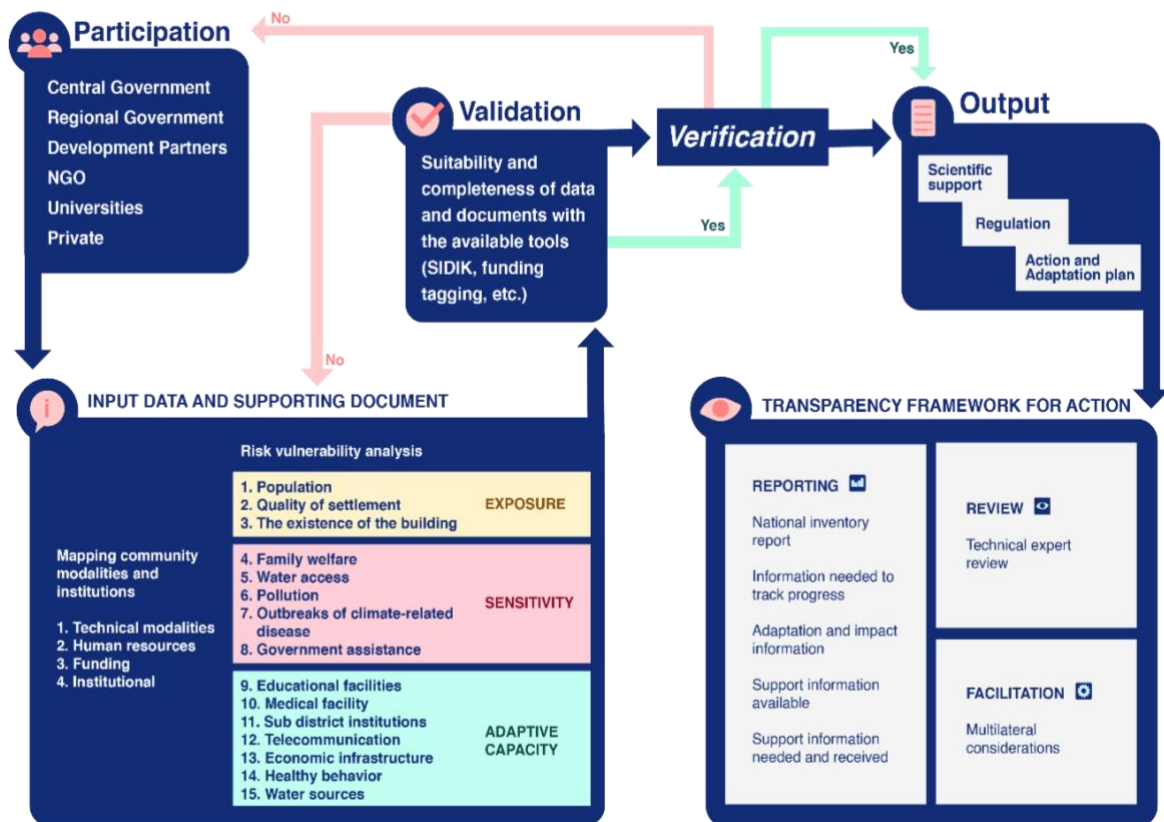 Participation
Central Government
Regional Government
Development Partners
NGO
Universities
Private
No
No
Validation
Suitability and
completeness of data
and documents with
the available tools
(SIDIK, funding
tagging, etc.)
Yes
Verification
Yes
Output
Scientific
support
Regulation
Action and
Adaptation plan
INPUT DATA AND SUPPORTING DOCUMENT
Mapping community
modalities and
institutions
1. Technical modalities
2. Human resources
3. Funding
4. Institutional
Risk vulnerability analysis
1. Population
2. Quality of settlement
3. The existence of the building
EXPOSURE
4. Family welfare
5. Water access
6. Pollution
7. Outbreaks of climate-related
disease
8. Government assistance
SENSITIVITY
9. Educational facilities
10. Medical facility
11. Sub district institutions
12. Telecommunication
13. Economic infrastructure
14. Healthy behavior
15. Water sources
ADAPTIVE
CAPACITY
TRANSPARENCY FRAMEWORK FOR ACTION
REPORTING
National inventory
report
Information needed to
track progress
Adaptation and impact
information
Support information
available
Support information
needed and received
REVIEW
Technical expert
review
FACILITATION
Multilateral
considerations